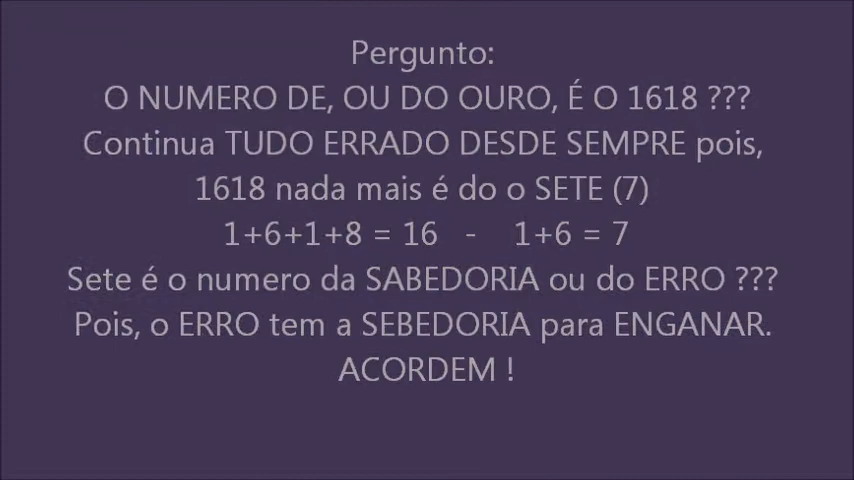 Pergunto:
O NUMERO DE, OU DO OURO, É O 1618 ???
Continua TUDO ERRADO DESDE SEMPRE pois,
1618 nada mais é do o SETE (7)
1+6+1+8 = 16 - 1+6 = 7
Sete é o numero da SABEDORIA ou do ERRO ???
Pois, o ERRO tem a SEBEDORIA para ENGANAR.
ACORDEM !